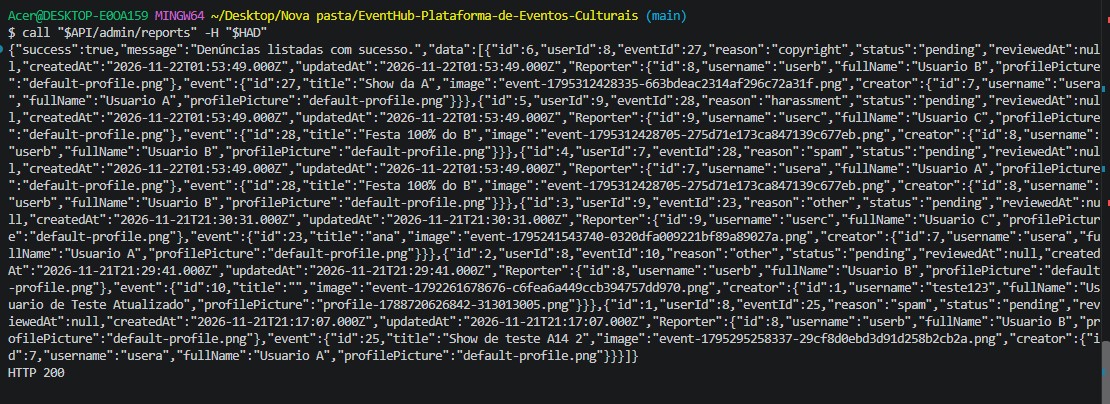 Acer@DESKTOP-E0OA159 MINGW64 ~/Desktop/Nova pasta/EventHub-Plataforma-de-Eventos-Culturais (main)
$ call "$API/admin/reports" -H "$HAD"
{"success":true,"message":"Denúncias listadas com sucesso.","data":[{"id":6,"userId":8,"eventId":27,"reason":"copyright","status":"pending","reviewedAt":nul
l,"createdAt":"2026-11-22T01:53:49.000Z","updatedAt":"2026-11-22T01:53:49.000Z","Reporter":{"id":8,"username":"userb","fullName":"Usuario B","profilePicture
":"default-profile.png"},"event":{"id":27,"title":"Show da A","image":"event-1795312428335-663bdeac2314af296c72a31f.png","creator":{"id":7,"username":"usera
","fullName":"Usuario A","profilePicture":"default-profile.png"}}},{"id":5,"userId":9,"eventId":28,"reason":"harassment","status":"pending","reviewedAt":nul
l,"createdAt":"2026-11-22T01:53:49.000Z","updatedAt":"2026-11-22T01:53:49.000Z","Reporter":{"id":9,"username":"userc","fullName":"Usuario C","profilePicture
":"default-profile.png"},"event":{"id":28,"title":"Festa 100% do B","image":"event-1795312428705-275d71e173ca847139c677eb.png","creator":{"id":8,"username":
"userb","fullName":"Usuario B","profilePicture":"default-profile.png"}}},{"id":4,"userId":7,"eventId":28,"reason":"spam","status":"pending","reviewedAt":nul
l,"createdAt":"2026-11-22T01:53:49.000Z","updatedAt":"2026-11-22T01:53:49.000Z","Reporter":{"id":7,"username":"usera","fullName":"Usuario A","profilePicture
":"default-profile.png"},"event":{"id":28,"title":"Festa 100% do B","image":"event-1795312428705-275d71e173ca847139c677eb.png","creator":{"id":8,"username":
"userb","fullName":"Usuario B","profilePicture":"default-profile.png"}}},{"id":3,"userId":9,"eventId":23,"reason":"other","status":"pending","reviewedAt":nu
ll,"createdAt":"2026-11-21T21:30:31.000Z","updatedAt":"2026-11-21T21:30:31.000Z","Reporter":{"id":9,"username":"userc","fullName":"Usuario C","profilePictur
e":"default-profile.png"},"event":{"id":23,"title":"ana","image":"event-1795241543740-0320dfa009221bf89a89027a.png","creator":{"id":7,"username":"usera","fu
llName":"Usuario A","profilePicture":"default-profile.png"}}},{"id":2,"userId":8,"eventId":10,"reason":"other","status":"pending","reviewedAt":null,"created
At":"2026-11-21T21:29:41.000Z","updatedAt":"2026-11-21T21:29:41.000Z","Reporter":{"id":8,"username":"userb","fullName":"Usuario B","profilePicture":"default
-profile.png"},"event":{"id":10,"title":"","image":"event-1792261678676-c6fea6a449ccb394757dd970.png","creator":{"id":1,"username":"teste123","fullName":"Us
uario de Teste Atualizado","profilePicture":"profile-1788720626842-313013005.png"}}},{"id":1,"userId":8,"eventId":25,"reason":"spam","status":"pending","rev
iewedAt":null,"createdAt":"2026-11-21T21:17:07.000Z","updatedAt":"2026-11-21T21:17:07.000Z","Reporter":{"id":8,"username":"userb","fullName":"Usuario B","pr
ofilePicture":"default-profile.png"},"event":{"id":25,"title":"Show de teste A14 2","image":"event-1795295258337-29cf8d0ebd3d91d258b2cb2a.png","creator":{"i
d":7,"username":"usera","fullName":"Usuario A","profilePicture":"default-profile.png"}}}]}
HTTP 200